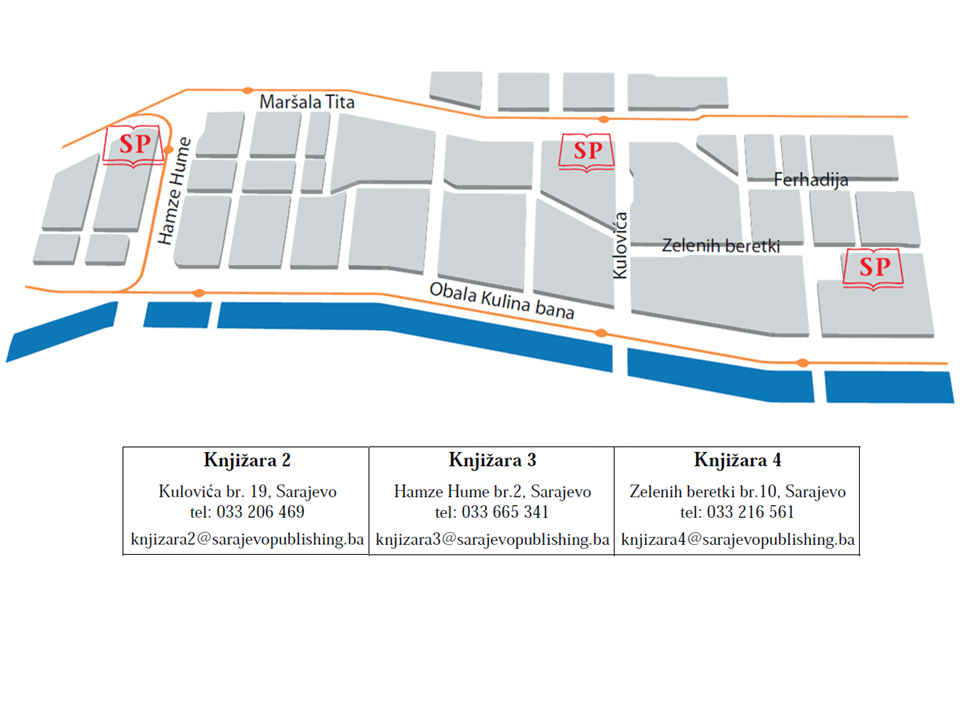 Maršala Tita
SP
Hamze Hume
SP
Ferhadija
Kulovića
Zelenih beretki
SP
Obala Kulina bana
Knjižara 2
Kulovića br. 19, Sarajevo
tel: 033 206 469
knjizara2@sarajevopublishing.ba
Knjižara 3
Hamze Hume br.2, Sarajevo
tel: 033 665 341
knjizara3@sarajevopublishing.ba
Knjižara 4
Zelenih beretki br.10, Sarajevo
tel: 033 216 561
knjizara4@sarajevopublishing.ba